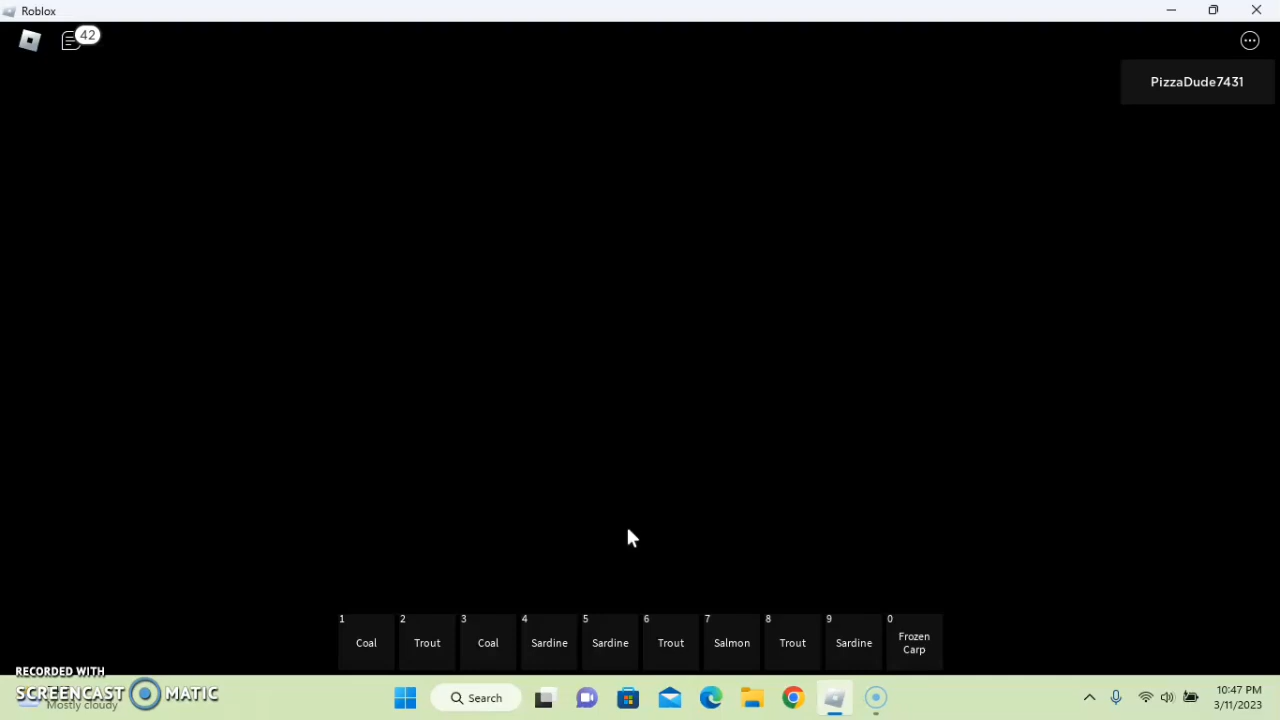 Roblox
42
PizzaDude7431
1 2 3 4 5 6 7 8 9 0
Coal Trout Coal Sardine Sardine Trout Salmon Trout Sardine Frozen Carp
RECORDED WITH
SCREENCAST MATIC
Mostly cloudy
Search
10:47 PM
3/11/2023